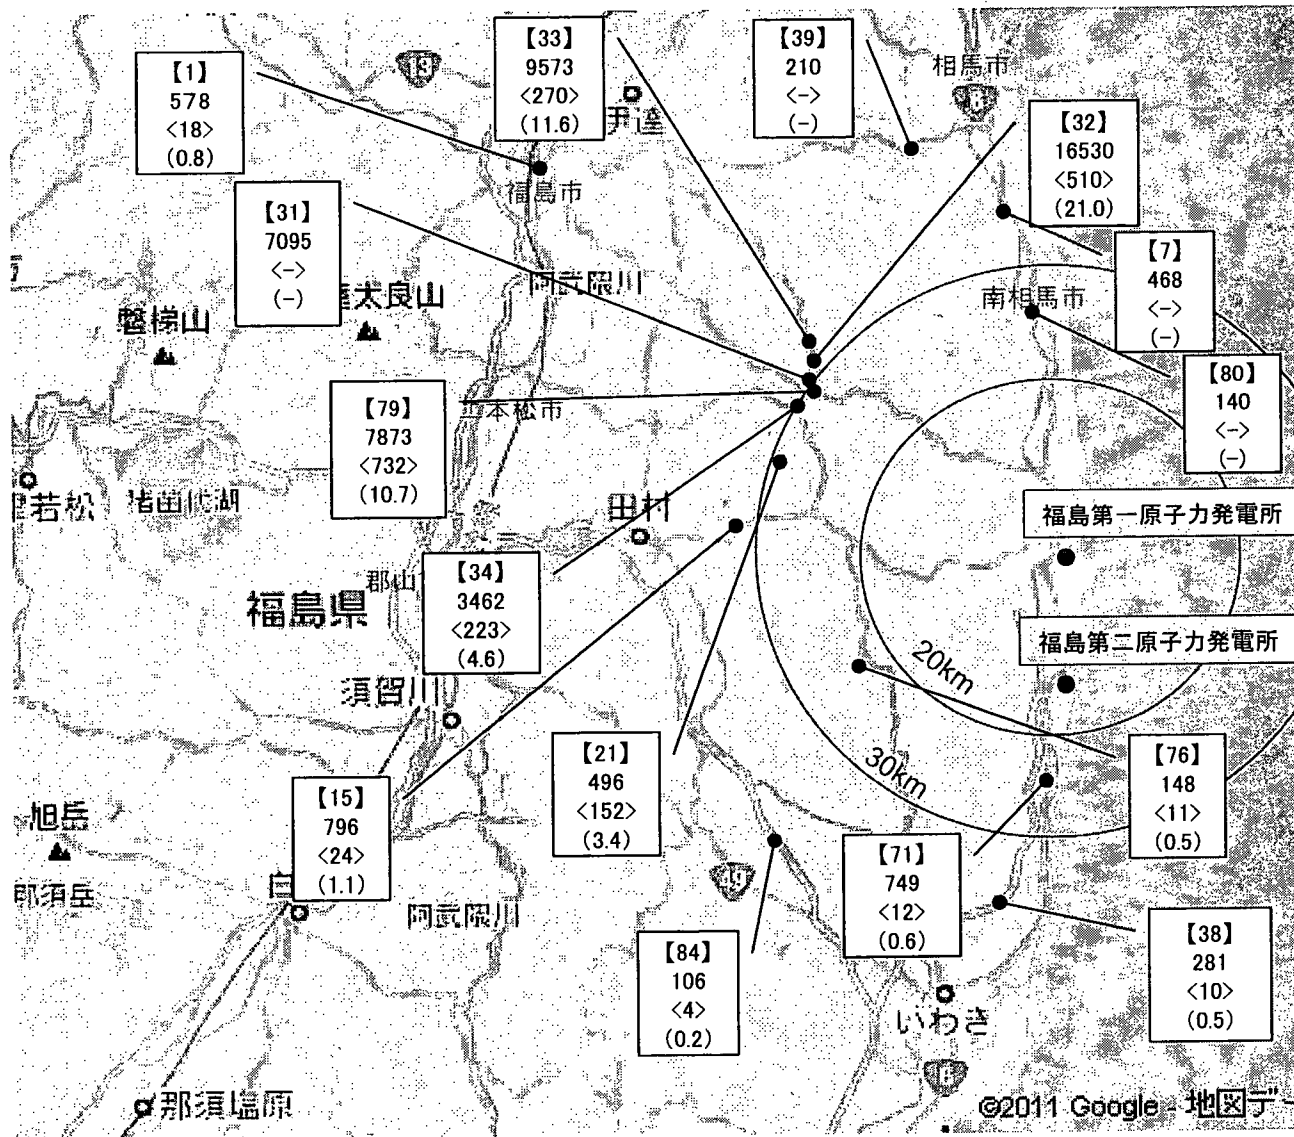 【1】
578
<18>
(0.8)
【33】
9573
<270>
(11.6)
【39】
210
<->
(-)
相馬市
【32】
16530
<510>
(21.0)
伊達
福島市
【31】
7095
<->
(-)
【7】
468
<->
(-)
阿武隈川
太良山
磐梯山
南相馬市
【80】
140
<->
(-)
【79】
7873
<732>
(10.7)
本松市
若松
猪苗代湖
田村
福島第一原子力発電所
【34】
3462
<223>
(4.6)
郡山
福島県
福島第二原子力発電所
20km
須賀川
30km
【21】
496
<152>
(3.4)
【76】
148
<11>
(0.5)
【15】
796
<24>
(1.1)
旭岳
那須岳
白
阿武隈川
49
【71】
749
<12>
(0.6)
【84】
106
<4>
(0.2)
【38】
281
<10>
(0.5)
いわき
那須塩原
©2011 Google - 地図デー